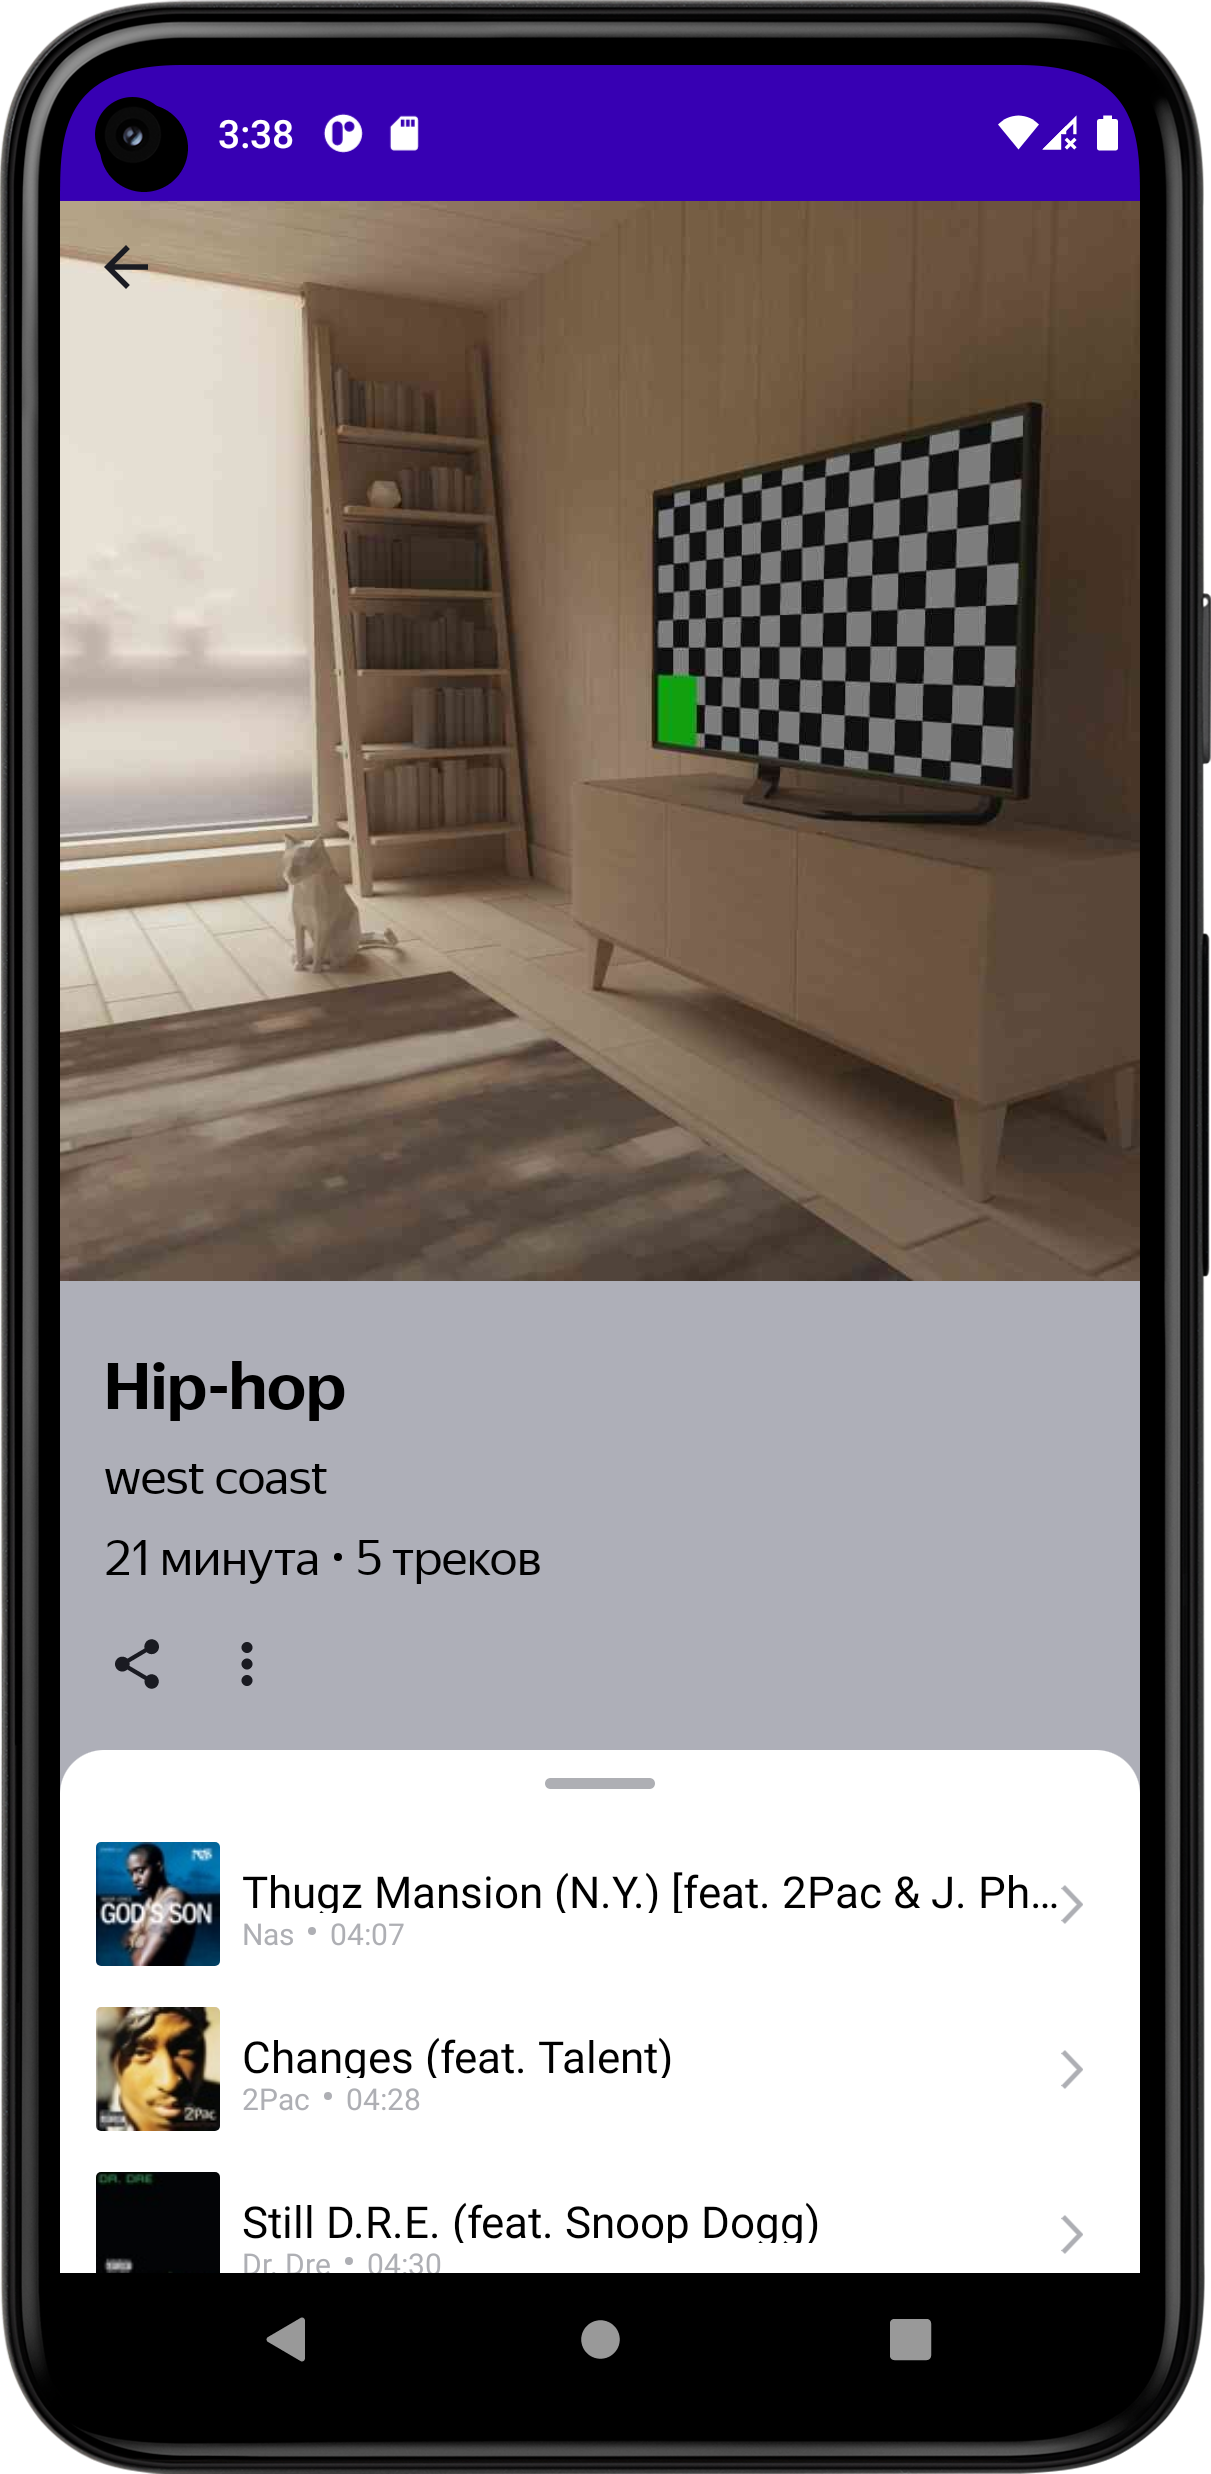 3:38
Hip-hop
west coast
21 минута • 5 треков
GOD'S SON
Thugz Mansion (N.Y.) [feat. 2Pac & J. Ph...
Nas • 04:07
Changes (feat. Talent)
2Pac • 04:28
2Pac
DR. DRE
Still D.R.E. (feat. Snoop Dogg)
Dr. Dre • 04:30